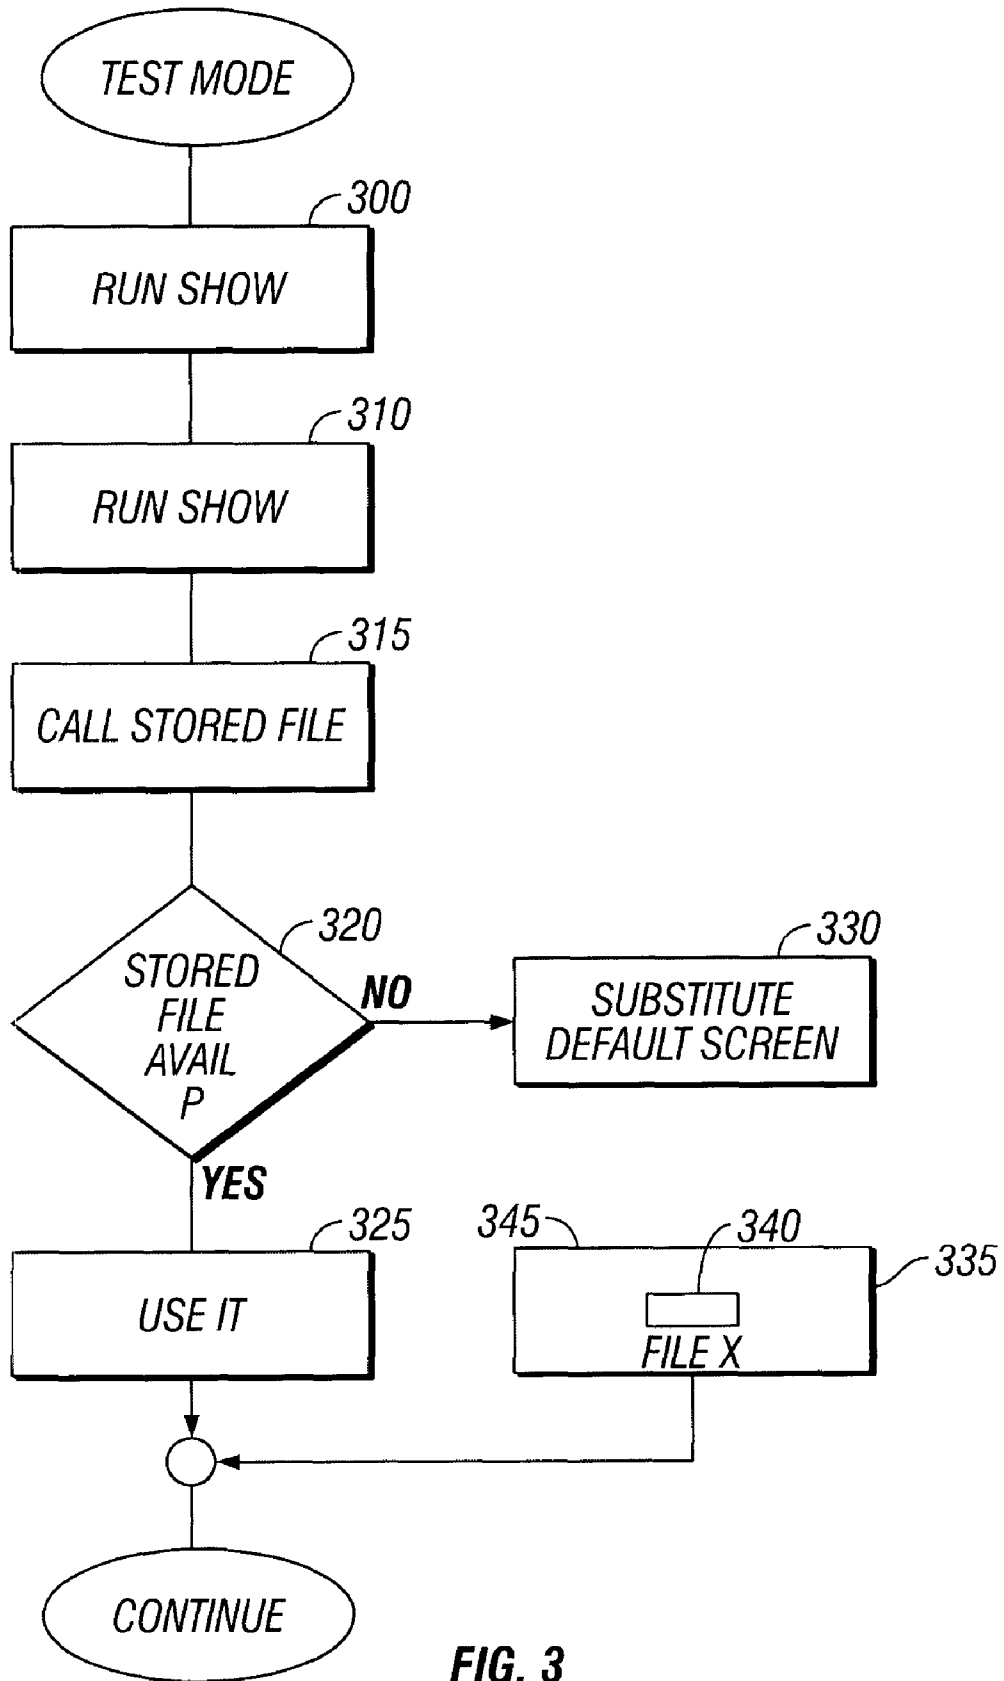 TEST MODE
300
RUN SHOW
310
RUN SHOW
315
CALL STORED FILE
320
STORED
FILE
AVAIL
P
NO
330
SUBSTITUTE
DEFAULT SCREEN
YES
325
USE IT
345
340
335
FILE X
CONTINUE
FIG. 3